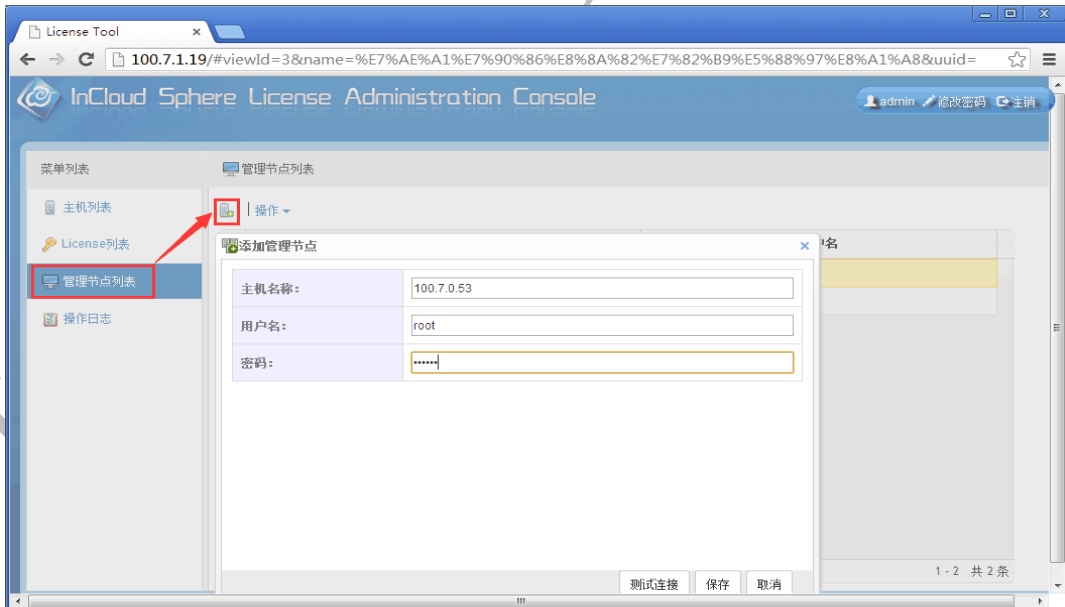 License Tool
100.7.1.19/#viewId=3&name=%E7%AE%A1%E7%90%86%E8%8A%82%E7%82%B9%E5%88%97%E8%A1%A8&uuid=
InCloud Sphere License Administration Console
admin 修改密码 注销
菜单列表
管理节点列表
主机列表
操作
License列表
添加管理节点
户名
管理节点列表
主机名称:
100.7.0.53
操作日志
用户名:
root
密码:
••••••
1 - 2 共 2 条
测试连接 保存 取消